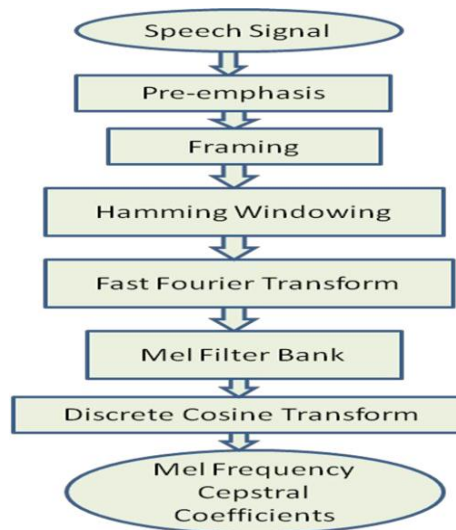 Speech Signal
Pre-emphasis
Framing
Hamming Windowing
Fast Fourier Transform
Mel Filter Bank
Discrete Cosine Transform
Mel Frequency
Cepstral
Coefficients